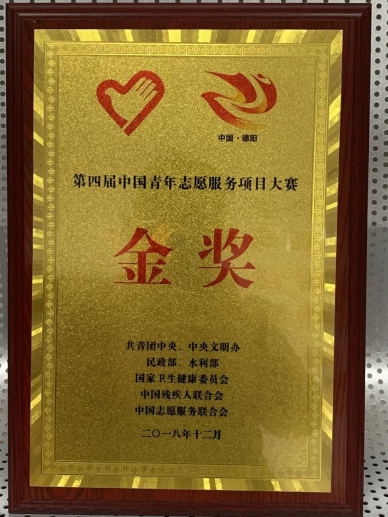 中国·德阳
第四届中国青年志愿服务项目大赛
金奖
共青团中央、中央文明办
民政部、水利部
国家卫生健康委员会
中国残疾人联合会
中国志愿服务联合会
二〇一八年十二月